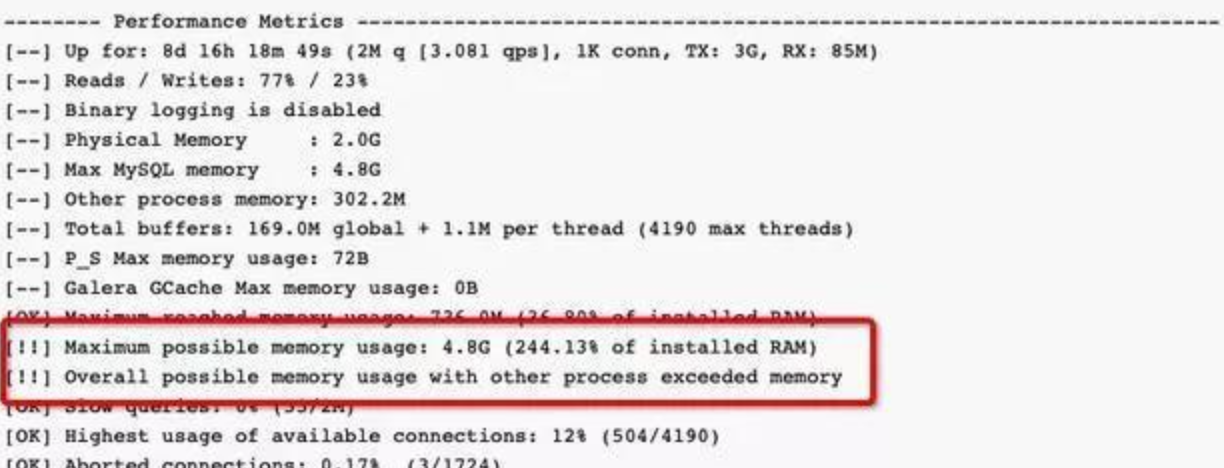 -------- Performance Metrics ------------------------------------------------------------------------
[--] Up for: 8d 16h 18m 49s (2M q [3.081 qps], 1K conn, TX: 3G, RX: 85M)
[--] Reads / Writes: 77% / 23%
[--] Binary logging is disabled
[--] Physical Memory     : 2.0G
[--] Max MySQL memory    : 4.8G
[--] Other process memory: 302.2M
[--] Total buffers: 169.0M global + 1.1M per thread (4190 max threads)
[--] P_S Max memory usage: 72B
[--] Galera GCache Max memory usage: 0B
[OK] Maximum reached memory usage: 736.0M (36.80% of installed RAM)
[!!] Maximum possible memory usage: 4.8G (244.13% of installed RAM)
[!!] Overall possible memory usage with other process exceeded memory
[OK] Slow queries: 0% (55/2M)
[OK] Highest usage of available connections: 12% (504/4190)
[OK] Aborted connections: 0.17%  (3/1724)